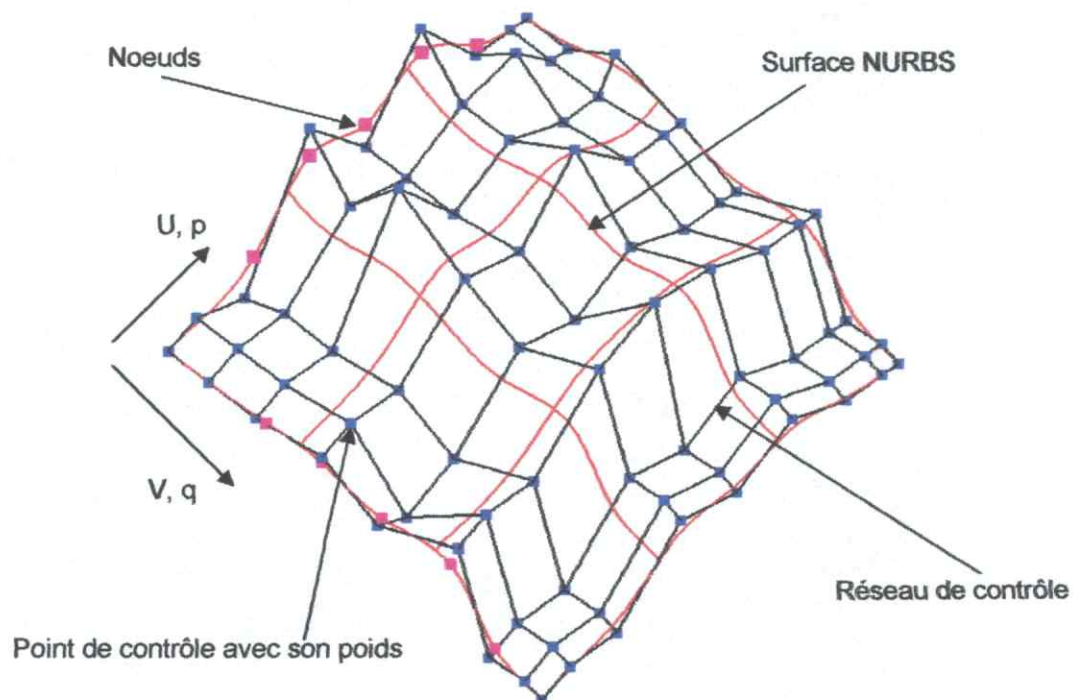 Noeuds
Surface NURBS
U, p
V, q
Réseau de contrôle
Point de contrôle avec son poids